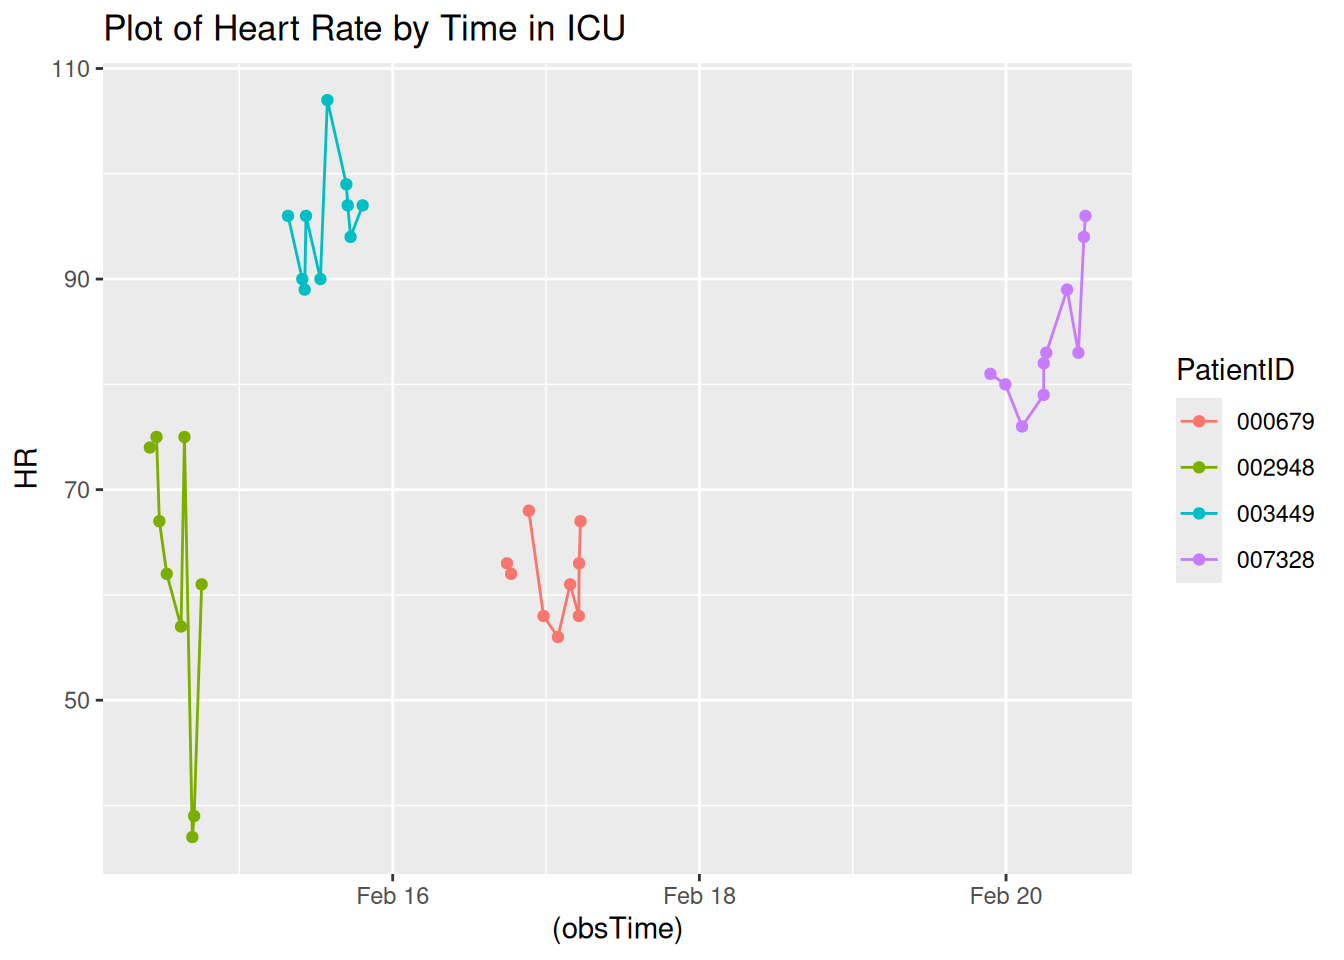 Plot of Heart Rate by Time in ICU
110
90
70
50
HR
Feb 16
Feb 18
Feb 20
(obsTime)
PatientID
000679
002948
003449
007328